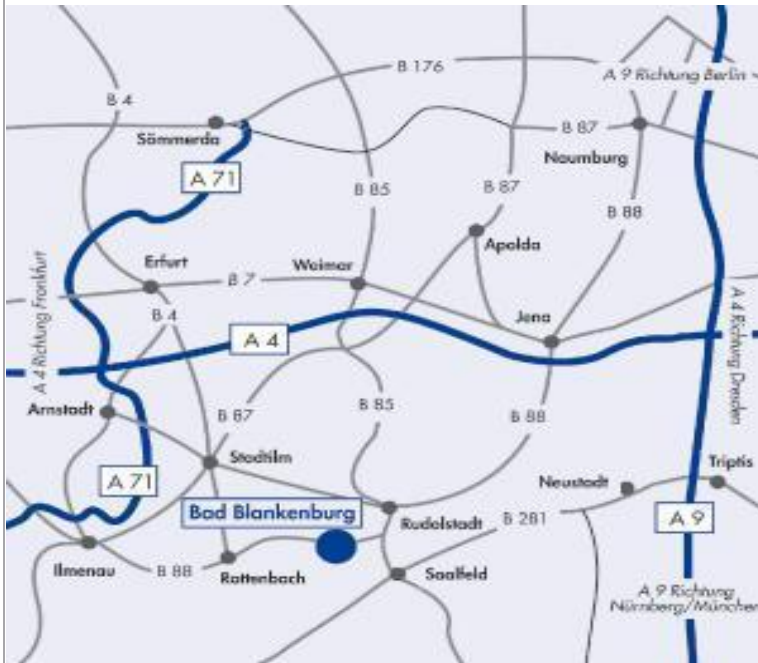 B 176
A 9 Richtung Berlin
B 4
Sömmerda
B 87
Naumburg
A 71
B 85
B 87
B 88
Apolda
Erfurt
B 7
Weimar
A 4 Richtung Frankfurt
B 4
Jena
A 4 Richtung Dresden
A 4
Arnstadt
B 87
B 85
B 88
Stadtilm
A 71
Neustadt
Triptis
Bad Blankenburg
Rudolstadt
B 281
A 9
Ilmenau
B 88
Rottenbach
Saalfeld
A 9 Richtung
Nürnberg/München